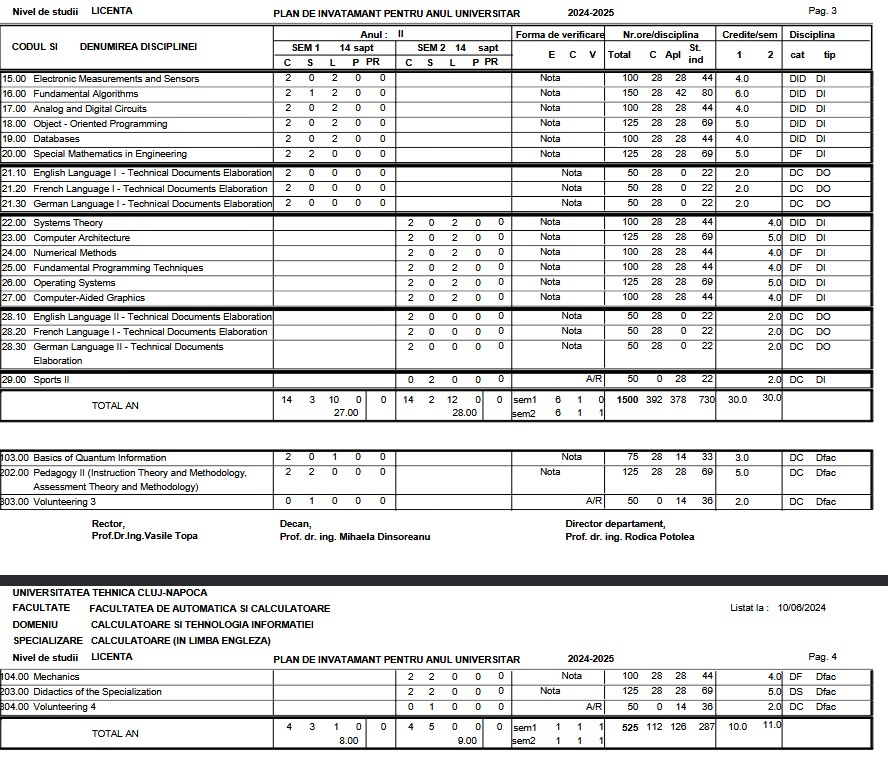 Nivel de studii LICENTA PLAN DE INVATAMANT PENTRU ANUL UNIVERSITAR 2024-2025 Pag. 3
CODUL SI DENUMIREA DISCIPLINEI Anul : II Forma de verificare Nr.ore/disciplina Credite/sem Disciplina
SEM 1 14 sapt SEM 2 14 sapt E C V Total C Apl St. ind 1 2 cat tip
C S L P PR C S L P PR
15.00 Electronic Measurements and Sensors 2 0 2 0 0 Nota 100 28 28 44 4.0 DID DI
16.00 Fundamental Algorithms 2 1 2 0 0 Nota 150 28 42 80 6.0 DID DI
17.00 Analog and Digital Circuits 2 0 2 0 0 Nota 100 28 28 44 4.0 DID DI
18.00 Object - Oriented Programming 2 0 2 0 0 Nota 125 28 28 69 5.0 DID DI
19.00 Databases 2 0 2 0 0 Nota 100 28 28 44 4.0 DID DI
20.00 Special Mathematics in Engineering 2 2 0 0 0 Nota 125 28 28 69 5.0 DF DI
21.10 English Language I - Technical Documents Elaboration 2 0 0 0 0 Nota 50 28 0 22 2.0 DC DO
21.20 French Language I - Technical Documents Elaboration 2 0 0 0 0 Nota 50 28 0 22 2.0 DC DO
21.30 German Language I - Technical Documents Elaboration 2 0 0 0 0 Nota 50 28 0 22 2.0 DC DO
22.00 Systems Theory 2 0 2 0 0 Nota 100 28 28 44 4.0 DID DI
23.00 Computer Architecture 2 0 2 0 0 Nota 125 28 28 69 5.0 DID DI
24.00 Numerical Methods 2 0 2 0 0 Nota 100 28 28 44 4.0 DF DI
25.00 Fundamental Programming Techniques 2 0 2 0 0 Nota 100 28 28 44 4.0 DF DI
26.00 Operating Systems 2 0 2 0 0 Nota 125 28 28 69 5.0 DID DI
27.00 Computer-Aided Graphics 2 0 2 0 0 Nota 100 28 28 44 4.0 DF DI
28.10 English Language II - Technical Documents Elaboration 2 0 0 0 0 Nota 50 28 0 22 2.0 DC DO
28.20 French Language I - Technical Documents Elaboration 2 0 0 0 0 Nota 50 28 0 22 2.0 DC DO
28.30 German Language II - Technical Documents 2 0 0 0 0 Nota 50 28 0 22 2.0 DC DO
Elaboration
29.00 Sports II 0 2 0 0 0 A/R 50 0 28 22 2.0 DC DI
TOTAL AN 14 3 10 0 0 14 2 12 0 0 sem1 6 1 0 1500 392 378 730 30.0 30.0
27.00 28.00 sem2 6 1 1
103.00 Basics of Quantum Information 2 0 1 0 0 Nota 75 28 14 33 3.0 DC Dfac
202.00 Pedagogy II (Instruction Theory and Methodology, 2 2 0 0 0 Nota 125 28 28 69 5.0 DC Dfac
Assessment Theory and Methodology)
303.00 Volunteering 3 0 1 0 0 0 A/R 50 0 14 36 2.0 DC Dfac
Rector, Decan, Director departament,
Prof.Dr.Ing.Vasile Topa Prof. dr. ing. Mihaela Dinsoreanu Prof. dr. ing. Rodica Potolea
UNIVERSITATEA TEHNICA CLUJ-NAPOCA
FACULTATE FACULTATEA DE AUTOMATICA SI CALCULATOARE Listat la : 10/06/2024
DOMENIU CALCULATOARE SI TEHNOLOGIA INFORMATIEI
SPECIALIZARE CALCULATOARE (IN LIMBA ENGLEZA)
Nivel de studii LICENTA PLAN DE INVATAMANT PENTRU ANUL UNIVERSITAR 2024-2025 Pag. 4
104.00 Mechanics 2 2 0 0 0 Nota 100 28 28 44 4.0 DF Dfac
203.00 Didactics of the Specialization 2 2 0 0 0 Nota 125 28 28 69 5.0 DS Dfac
304.00 Volunteering 4 0 1 0 0 0 A/R 50 0 14 36 2.0 DC Dfac
TOTAL AN 4 3 1 0 0 4 5 0 0 0 sem1 1 1 1 525 112 126 287 10.0 11.0
8.00 9.00 sem2 1 1 1